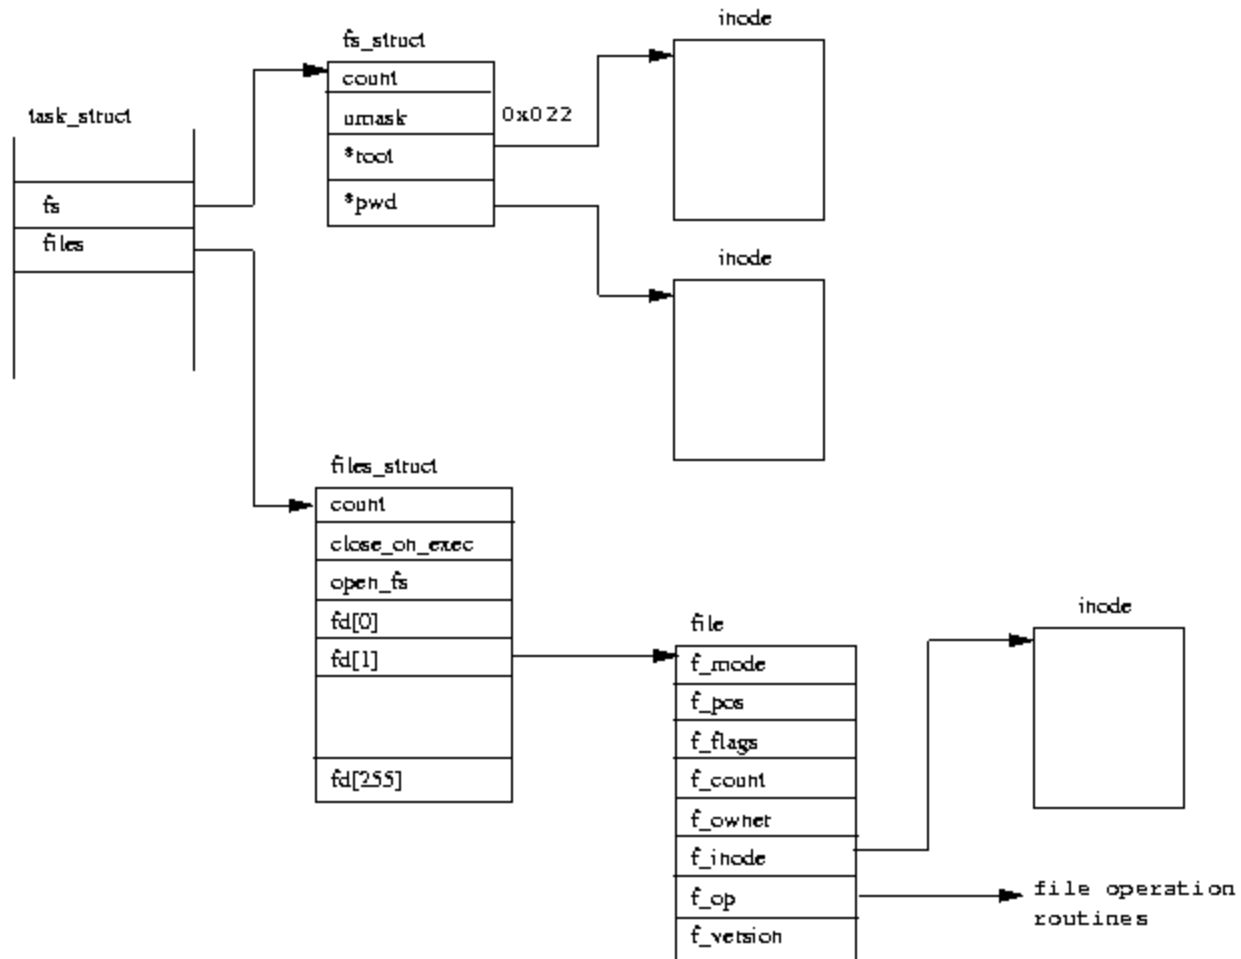 inode
fs_struct
count
task_struct
umask
0x022
*root
fs
*pwd
files
inode
files_struct
count
close_on_exec
open_fs
fd[0]
inode
file
fd[1]
f_mode
f_pos
f_flags
fd[255]
f_count
f_owner
f_inode
f_op
file operation
routines
f_version